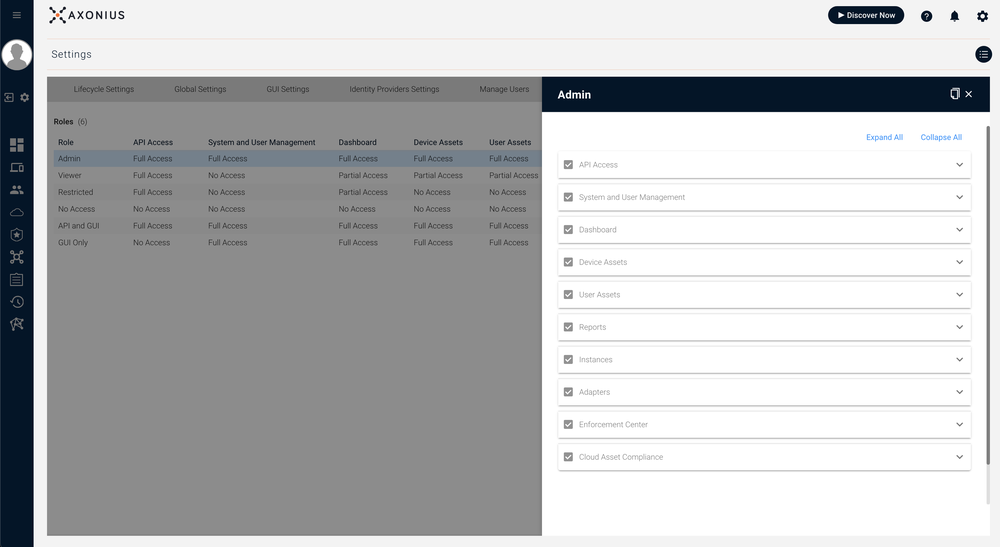 AXONIUS
Discover Now
Settings
Lifecycle Settings Global Settings GUI Settings Identity Providers Settings Manage Users
Roles (6)
Role API Access System and User Management Dashboard Device Assets User Assets
Admin Full Access Full Access Full Access Full Access Full Access
Viewer Full Access No Access Partial Access Partial Access Partial Access
Restricted Full Access No Access Partial Access No Access No Access
No Access No Access No Access No Access No Access No Access
API and GUI Full Access Full Access Full Access Full Access Full Access
GUI Only No Access Full Access Full Access Full Access Full Access
Admin
Expand All Collapse All
API Access
System and User Management
Dashboard
Device Assets
User Assets
Reports
Instances
Adapters
Enforcement Center
Cloud Asset Compliance